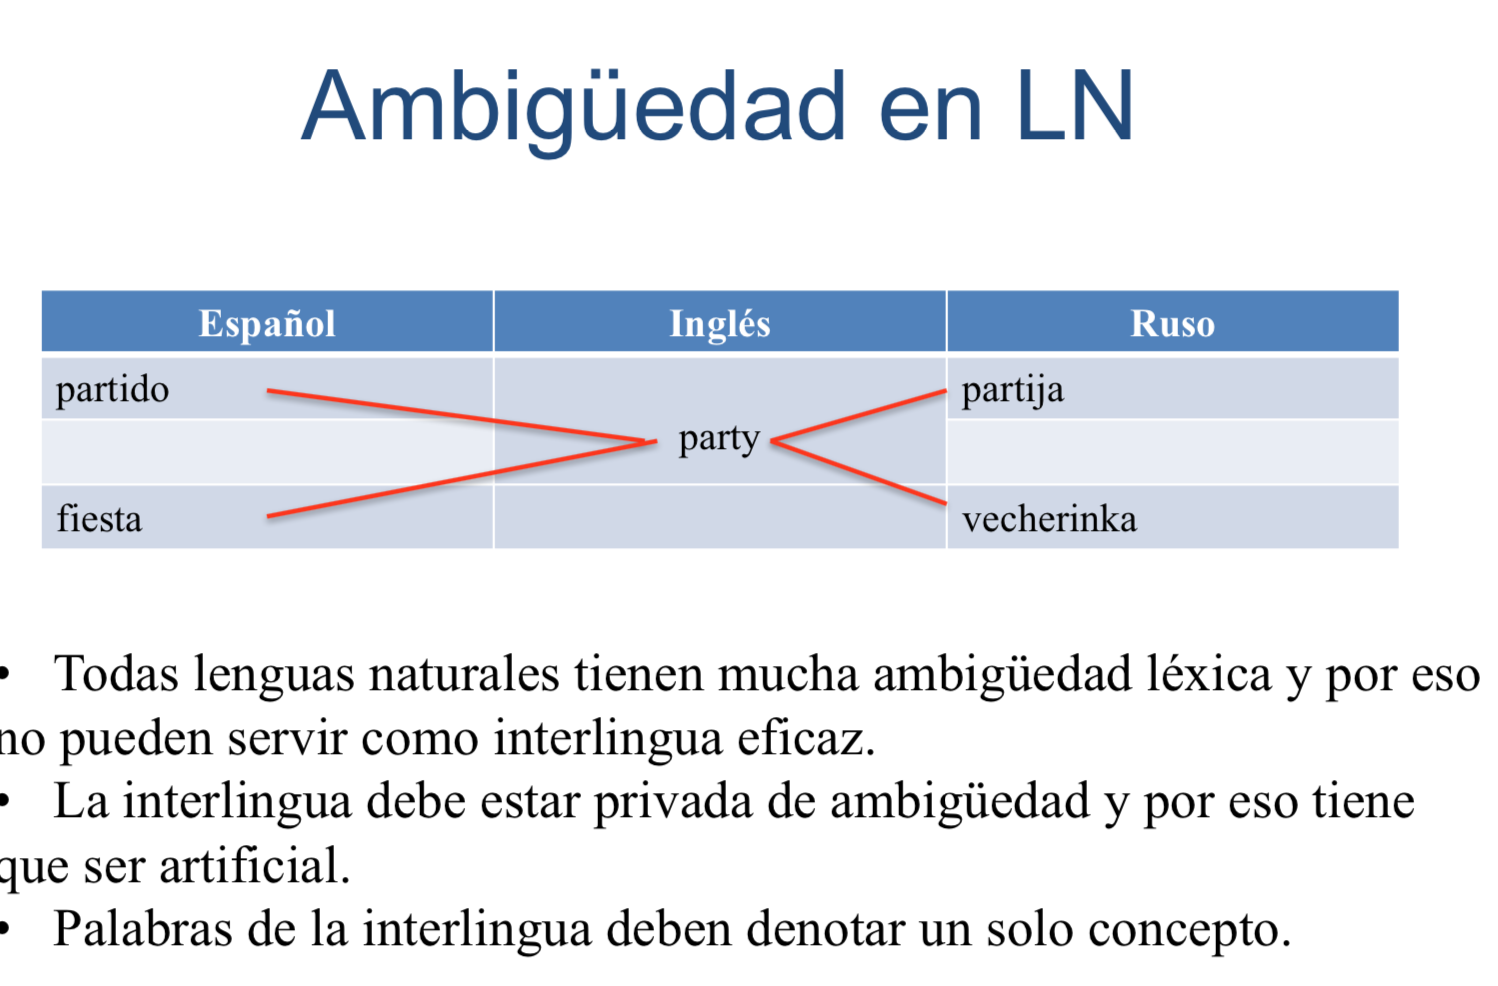 Ambigüedad en LN
Español Inglés Ruso
partido partija
party
fiesta vecherinka
• Todas lenguas naturales tienen mucha ambigüedad léxica y por eso
no pueden servir como interlingua eficaz.
• La interlingua debe estar privada de ambigüedad y por eso tiene
que ser artificial.
• Palabras de la interlingua deben denotar un solo concepto.